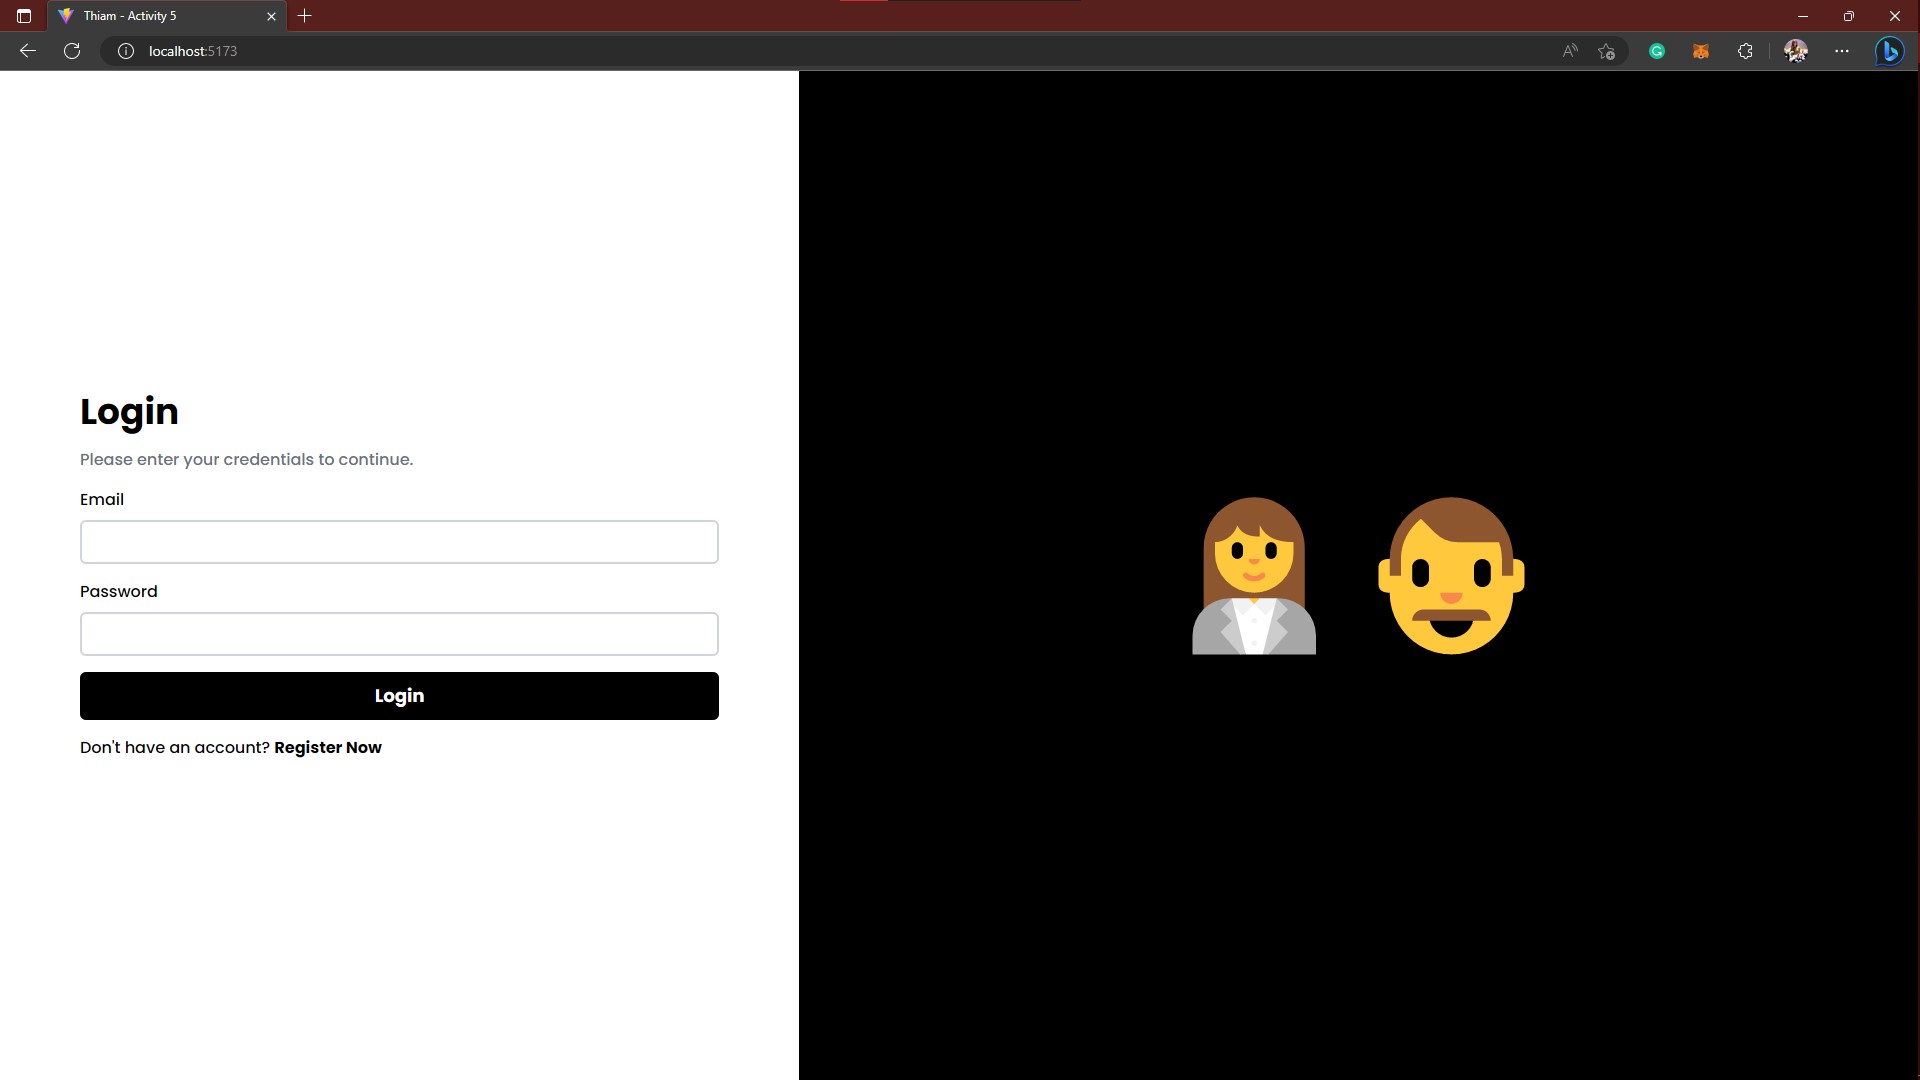 Thiam - Activity 5
localhost:5173
Login
Please enter your credentials to continue.
Email
Password
Login
Don't have an account? Register Now